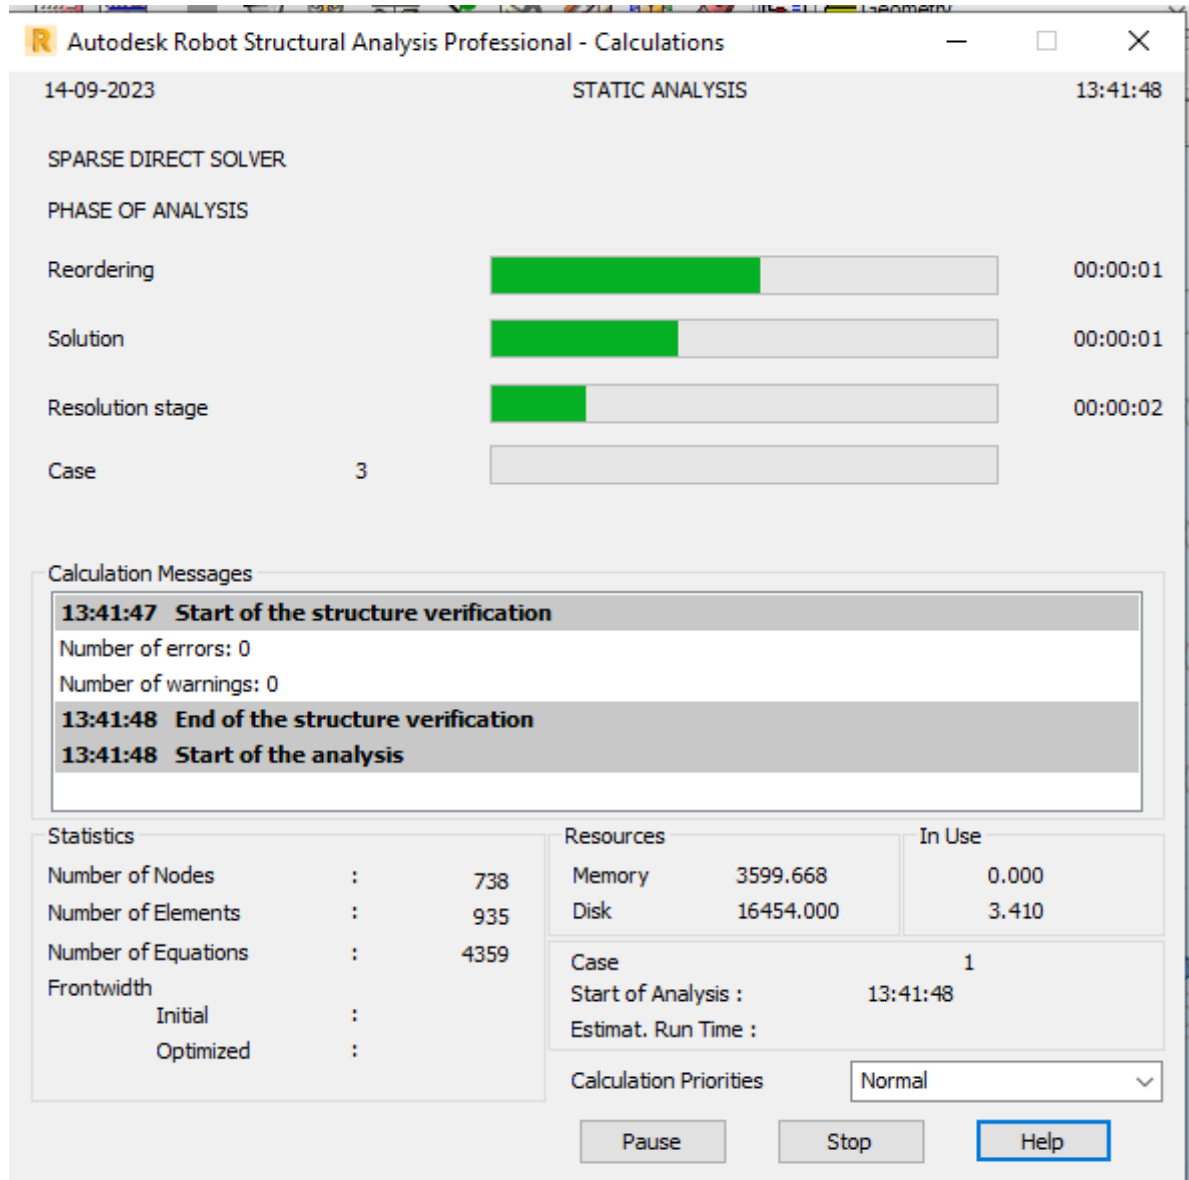 Geometry
Autodesk Robot Structural Analysis Professional - Calculations
14-09-2023 STATIC ANALYSIS 13:41:48
SPARSE DIRECT SOLVER
PHASE OF ANALYSIS
Reordering 00:00:01
Solution 00:00:01
Resolution stage 00:00:02
Case 3
Calculation Messages
13:41:47 Start of the structure verification
Number of errors: 0
Number of warnings: 0
13:41:48 End of the structure verification
13:41:48 Start of the analysis
Statistics Resources In Use
Number of Nodes : 738 Memory 3599.668 0.000
Number of Elements : 935 Disk 16454.000 3.410
Number of Equations : 4359 Case 1
Frontwidth Start of Analysis : 13:41:48
Initial : Estimat. Run Time :
Optimized :
Calculation Priorities Normal
Pause Stop Help